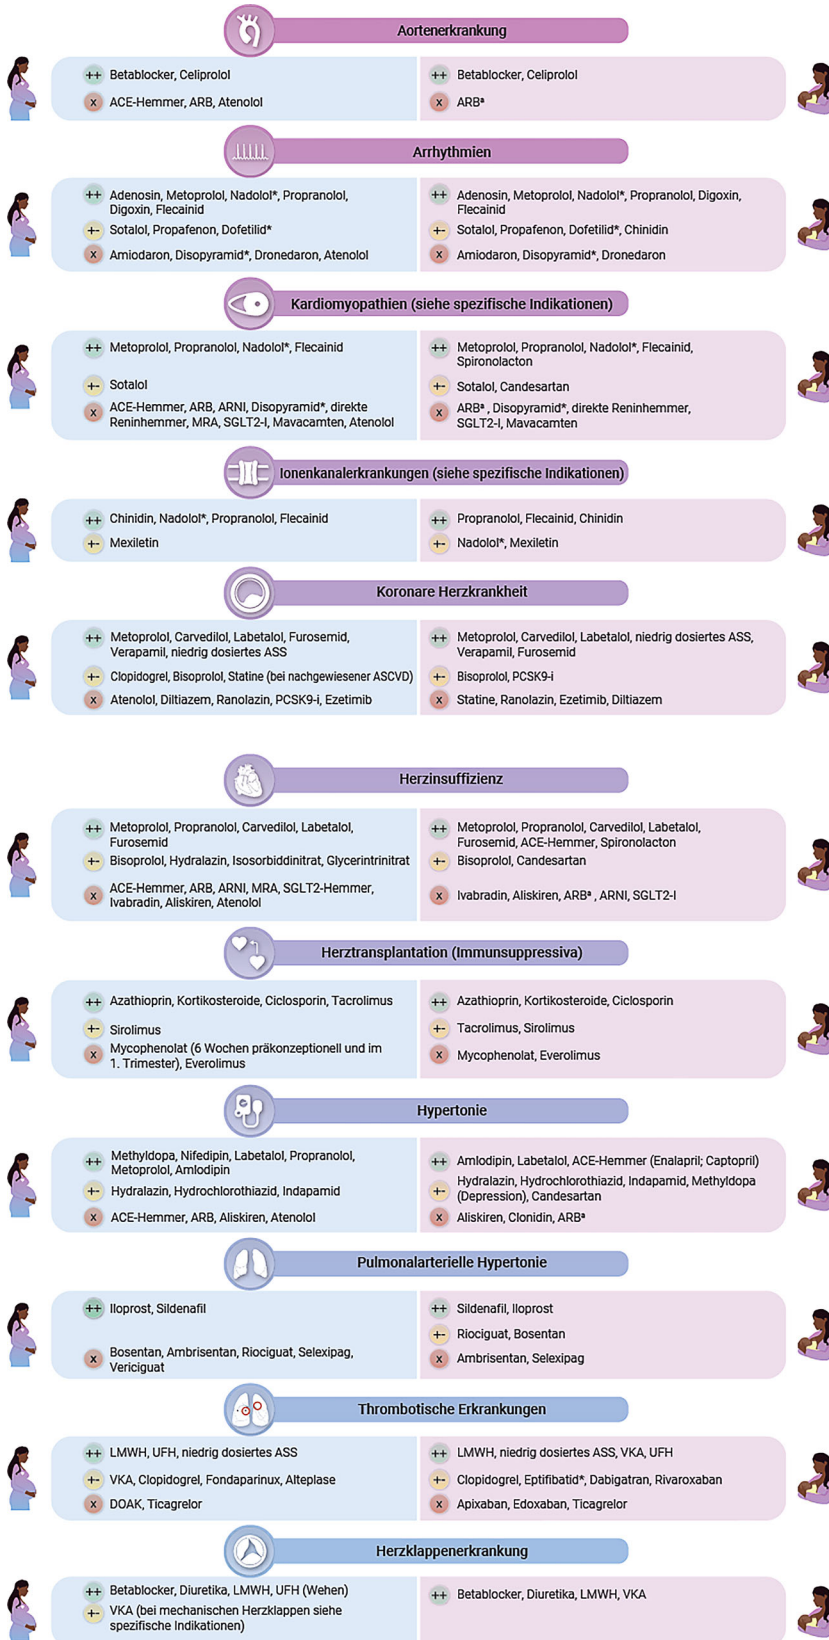 Aortenerkrankung
++ Betablocker, Celiprolol
x ACE-Hemmer, ARB, Atenolol
++ Betablocker, Celiprolol
x ARBª
Arrhythmien
++ Adenosin, Metoprolol, Nadolol*, Propranolol,
Digoxin, Flecainid
+- Sotalol, Propafenon, Dofetilid*
x Amiodaron, Disopyramid*, Dronedaron, Atenolol
++ Adenosin, Metoprolol, Nadolol*, Propranolol, Digoxin,
Flecainid
+- Sotalol, Propafenon, Dofetilid*, Chinidin
x Amiodaron, Disopyramid*, Dronedaron
Kardiomyopathien (siehe spezifische Indikationen)
++ Metoprolol, Propranolol, Nadolol*, Flecainid
+- Sotalol
x ACE-Hemmer, ARB, ARNI, Disopyramid*, direkte
Reninhemmer, MRA, SGLT2-I, Mavacamten, Atenolol
++ Metoprolol, Propranolol, Nadolol*, Flecainid,
Spironolacton
+- Sotalol, Candesartan
x ARBª , Disopyramid*, direkte Reninhemmer,
SGLT2-I, Mavacamten
Ionenkanalerkrankungen (siehe spezifische Indikationen)
++ Chinidin, Nadolol*, Propranolol, Flecainid
+- Mexiletin
++ Propranolol, Flecainid, Chinidin
+- Nadolol*, Mexiletin
Koronare Herzkrankheit
++ Metoprolol, Carvedilol, Labetalol, Furosemid,
Verapamil, niedrig dosiertes ASS
+- Clopidogrel, Bisoprolol, Statine (bei nachgewiesener ASCVD)
x Atenolol, Diltiazem, Ranolazin, PCSK9-i, Ezetimib
++ Metoprolol, Carvedilol, Labetalol, niedrig dosiertes ASS,
Verapamil, Furosemid
+- Bisoprolol, PCSK9-i
x Statine, Ranolazin, Ezetimib, Diltiazem
Herzinsuffizienz
++ Metoprolol, Propranolol, Carvedilol, Labetalol,
Furosemid
+- Bisoprolol, Hydralazin, Isosorbiddinitrat, Glycerintrinitrat
x ACE-Hemmer, ARB, ARNI, MRA, SGLT2-Hemmer,
Ivabradin, Aliskiren, Atenolol
++ Metoprolol, Propranolol, Carvedilol, Labetalol,
Furosemid, ACE-Hemmer, Spironolacton
+- Bisoprolol, Candesartan
x Ivabradin, Aliskiren, ARBª , ARNI, SGLT2-I
Herztransplantation (Immunsuppressiva)
++ Azathioprin, Kortikosteroide, Ciclosporin, Tacrolimus
+- Sirolimus
x Mycophenolat (6 Wochen präkonzeptionell und im
1. Trimester), Everolimus
++ Azathioprin, Kortikosteroide, Ciclosporin
+- Tacrolimus, Sirolimus
x Mycophenolat, Everolimus
Hypertonie
++ Methyldopa, Nifedipin, Labetalol, Propranolol,
Metoprolol, Amlodipin
+- Hydralazin, Hydrochlorothiazid, Indapamid
x ACE-Hemmer, ARB, Aliskiren, Atenolol
++ Amlodipin, Labetalol, ACE-Hemmer (Enalapril; Captopril)
+- Hydralazin, Hydrochlorothiazid, Indapamid, Methyldopa
(Depression), Candesartan
x Aliskiren, Clonidin, ARBª
Pulmonalarterielle Hypertonie
++ Iloprost, Sildenafil
x Bosentan, Ambrisentan, Riociguat, Selexipag,
Vericiguat
++ Sildenafil, Iloprost
+- Riociguat, Bosentan
x Ambrisentan, Selexipag
Thrombotische Erkrankungen
++ LMWH, UFH, niedrig dosiertes ASS
+- VKA, Clopidogrel, Fondaparinux, Alteplase
x DOAK, Ticagrelor
++ LMWH, niedrig dosiertes ASS, VKA, UFH
+- Clopidogrel, Eptifibatid*, Dabigatran, Rivaroxaban
x Apixaban, Edoxaban, Ticagrelor
Herzklappenerkrankung
++ Betablocker, Diuretika, LMWH, UFH (Wehen)
+- VKA (bei mechanischen Herzklappen siehe
spezifische Indikationen)
++ Betablocker, Diuretika, LMWH, VKA